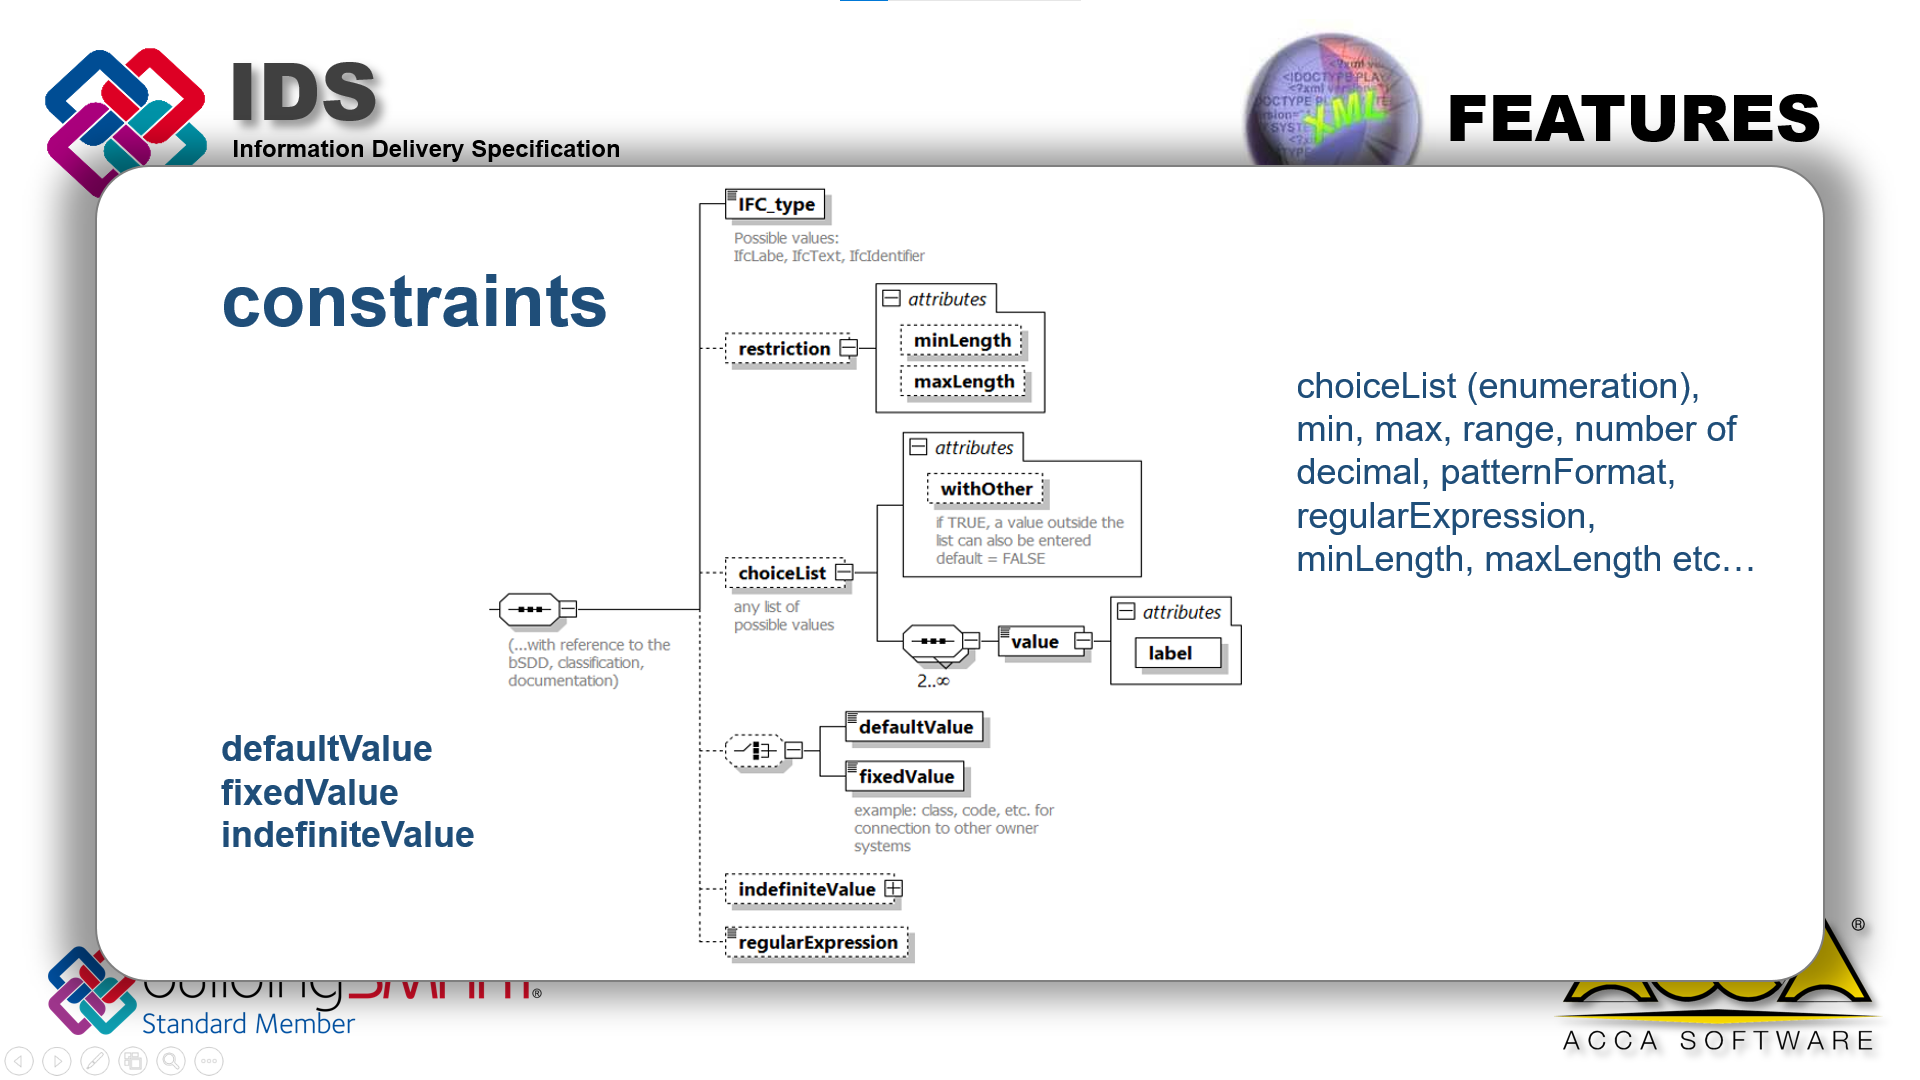 IDS
Information Delivery Specification
XML
FEATURES
constraints
IFC_type
Possible values:
IfcLabe, IfcText, IfcIdentifier
attributes
restriction
minLength
maxLength
attributes
withOther
if TRUE, a value outside the
list can also be entered
default = FALSE
choiceList
any list of
possible values
(...with reference to the
bSDD, classification,
documentation)
value
2..∞
attributes
label
defaultValue
fixedValue
example: class, code, etc. for
connection to other owner
systems
indefiniteValue
regularExpression
choiceList (enumeration),
min, max, range, number of
decimal, patternFormat,
regularExpression,
minLength, maxLength etc…
defaultValue
fixedValue
indefiniteValue
buildingSMART®
Standard Member
ACCA ®
ACCA SOFTWARE